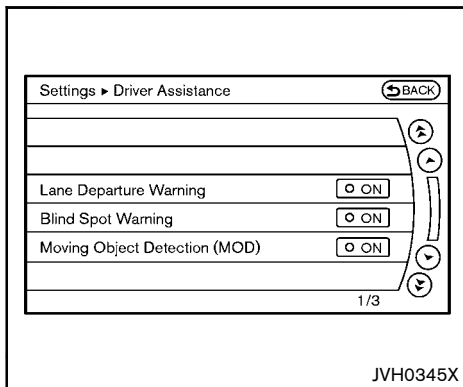 Settings ▸ Driver Assistance BACK
Lane Departure Warning ON
Blind Spot Warning ON
Moving Object Detection (MOD) ON
1/3
JVH0345X